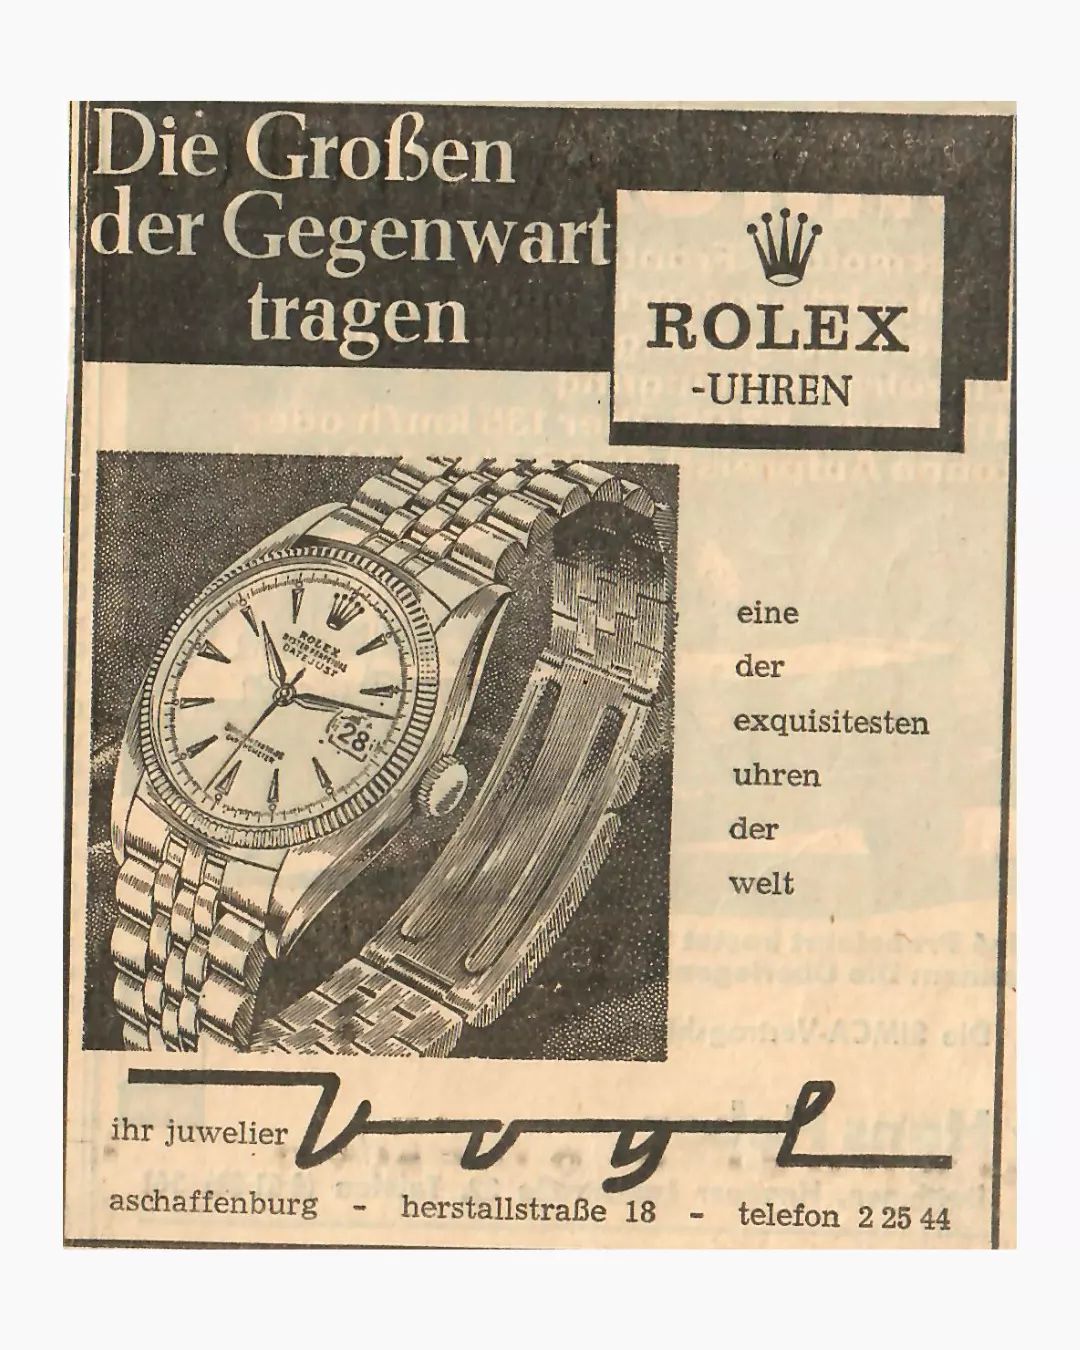 Die Großen
der Gegenwart
tragen
ROLEX
-UHREN
ROLEX
DATEJUST
28
eine
der
exquisitesten
uhren
der
welt
ihr juwelier Vogl
aschaffenburg - herstallstraße 18 - telefon 2 25 44